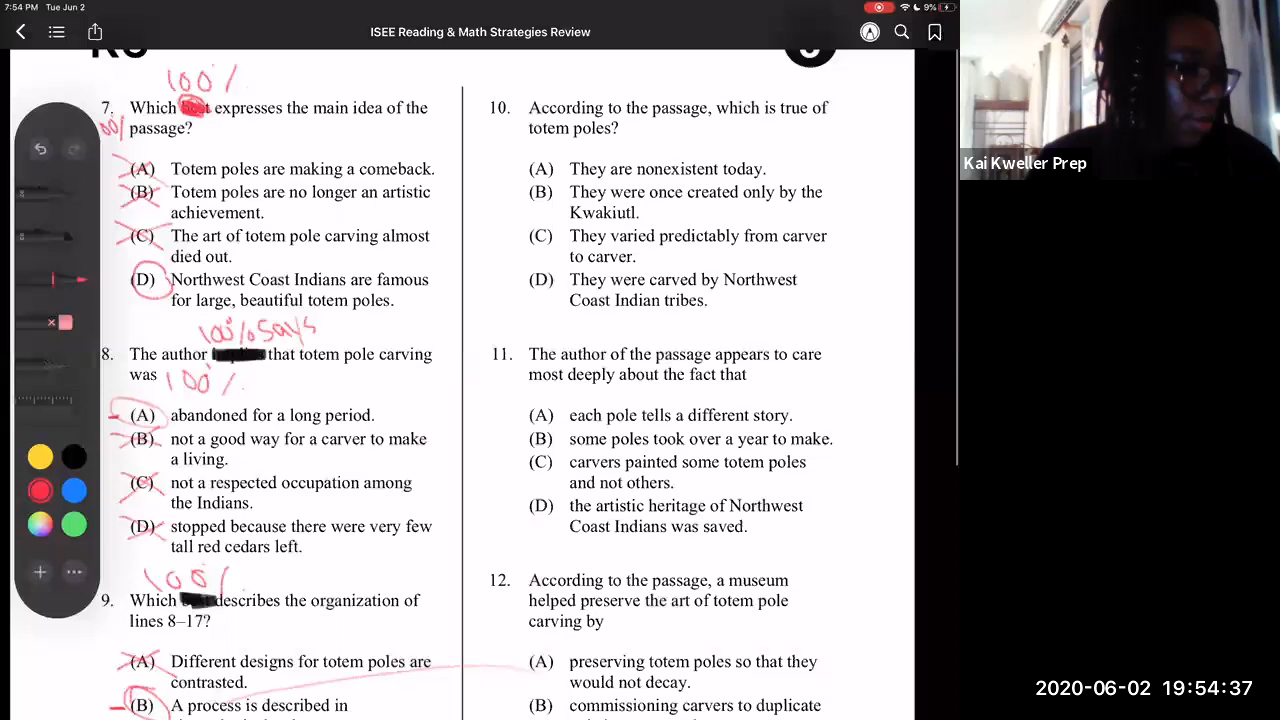 7:54 PM Tue Jun 2
9%
ISEE Reading & Math Strategies Review
100%
7. Which expresses the main idea of the
passage?
(A) Totem poles are making a comeback.
(B) Totem poles are no longer an artistic
achievement.
(C) The art of totem pole carving almost
died out.
(D) Northwest Coast Indians are famous
for large, beautiful totem poles.
100% says
8. The author that totem pole carving
was 100%
(A) abandoned for a long period.
(B) not a good way for a carver to make
a living.
(C) not a respected occupation among
the Indians.
(D) stopped because there were very few
tall red cedars left.
100%
9. Which describes the organization of
lines 8–17?
(A) Different designs for totem poles are
contrasted.
(B) A process is described in
10. According to the passage, which is true of
totem poles?
(A) They are nonexistent today.
(B) They were once created only by the
Kwakiutl.
(C) They varied predictably from carver
to carver.
(D) They were carved by Northwest
Coast Indian tribes.
11. The author of the passage appears to care
most deeply about the fact that
(A) each pole tells a different story.
(B) some poles took over a year to make.
(C) carvers painted some totem poles
and not others.
(D) the artistic heritage of Northwest
Coast Indians was saved.
12. According to the passage, a museum
helped preserve the art of totem pole
carving by
(A) preserving totem poles so that they
would not decay.
(B) commissioning carvers to duplicate
Kai Kweller Prep
2020-06-02 19:54:37